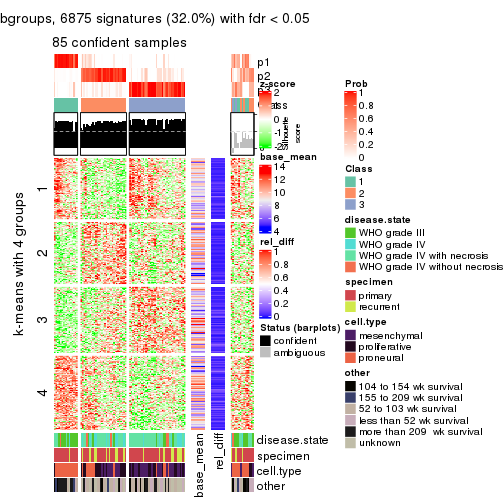 bgroups, 6875 signatures (32.0%) with fdr < 0.05
85 confident samples
p1
p2
z-score
2
0
-2
Silhouette
score
base_mean
14
12
10
8
6
4
rel_diff
1
0.8
0.6
0.4
0.2
0
Status (barplots)
confident
ambiguous
Prob
1
0.8
0.6
0.4
0.2
0
Class
1
2
3
disease.state
WHO grade III
WHO grade IV
WHO grade IV with necrosis
WHO grade IV without necrosis
specimen
primary
recurrent
cell.type
mesenchymal
proliferative
proneural
other
104 to 154 wk survival
155 to 209 wk survival
52 to 103 wk survival
less than 52 wk survival
more than 209 wk survival
unknown
k-means with 4 groups
1
2
3
4
base_mean
rel_diff
disease.state
specimen
cell.type
other